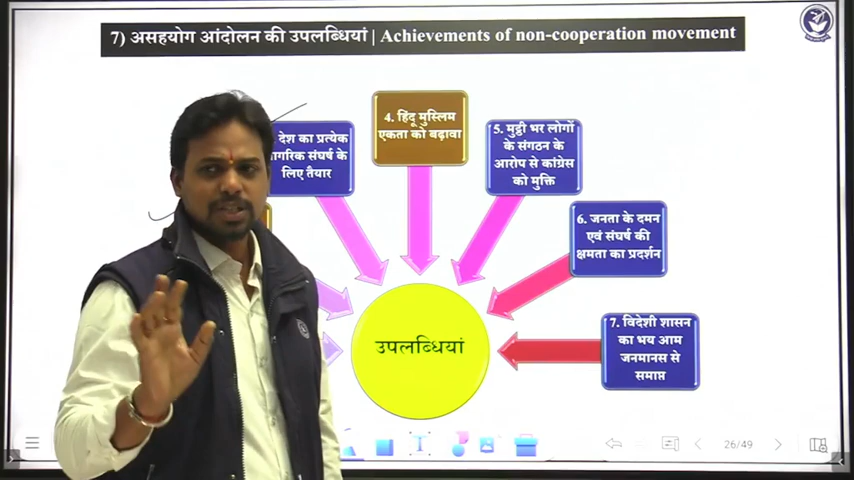 7) असहयोग आंदोलन की उपलब्धियां | Achievements of non-cooperation movement
देश का प्रत्येक
संघर्ष के
लिए तैयार
4. हिंदू मुस्लिम
एकता को बढ़ावा
5. मुट्ठी भर लोगों
के संगठन के
आरोप से कांग्रेस
को मुक्ति
6. जनता के दमन
एवं संघर्ष की
क्षमता का प्रदर्शन
7. विदेशी शासन
का भय आम
जनमानस से
समाप्त
उपलब्धियां
26/49